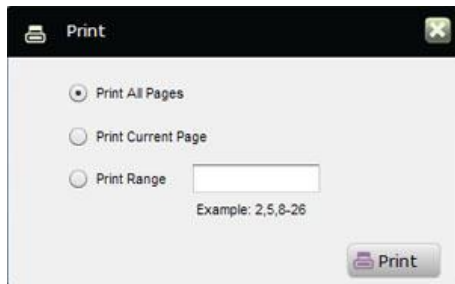 Print
Print All Pages
Print Current Page
Print Range
Example: 2,5,8-26
Print